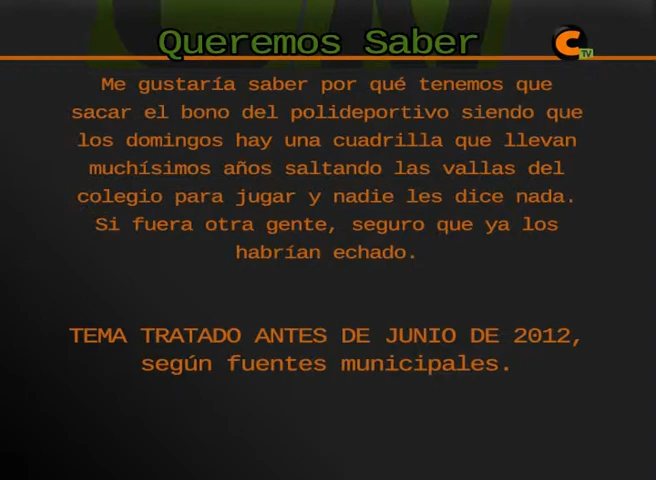 Queremos Saber
C
TV
Me gustaría saber por qué tenemos que
sacar el bono del polideportivo siendo que
los domingos hay una cuadrilla que llevan
muchísimos años saltando las vallas del
colegio para jugar y nadie les dice nada.
Si fuera otra gente, seguro que ya los
habrían echado.
TEMA TRATADO ANTES DE JUNIO DE 2012,
según fuentes municipales.